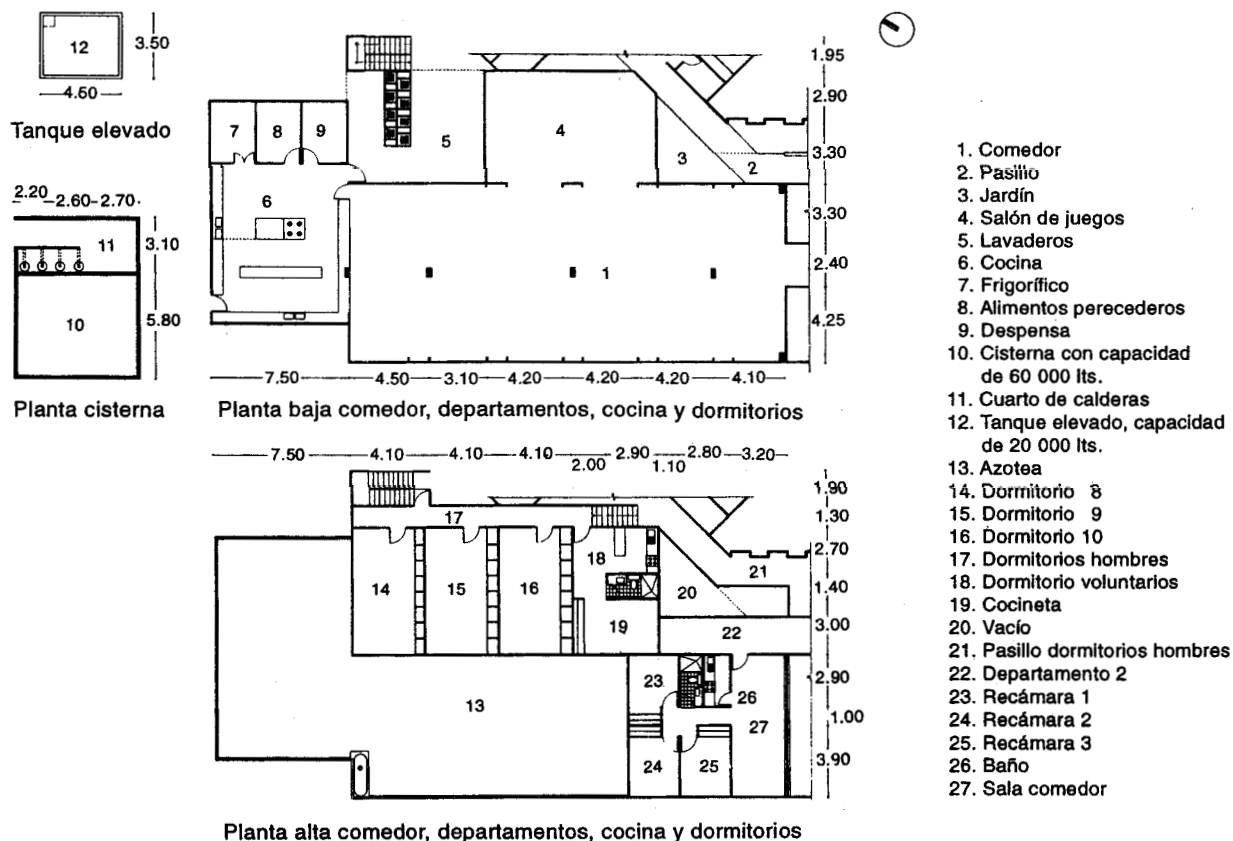 12
3.50
4.60
Tanque elevado
2.20 2.60 2.70
11
3.10
10
5.80
Planta cisterna
7
8
9
5
4
3
2
6
1
1.95
2.90
3.30
3.30
2.40
4.25
7.50 4.50 3.10 4.20 4.20 4.20 4.10
Planta baja comedor, departamentos, cocina y dormitorios
7.50 4.10 4.10 4.10 2.00 2.90 1.10 2.80 3.20
17
18
14
15
16
19
20
21
22
13
23
24
25
26
27
1.90
1.30
2.70
1.40
3.00
2.90
1.00
3.90
Planta alta comedor, departamentos, cocina y dormitorios
1. Comedor
2. Pasillo
3. Jardín
4. Salón de juegos
5. Lavaderos
6. Cocina
7. Frigorífico
8. Alimentos perecederos
9. Despensa
10. Cisterna con capacidad
de 60 000 lts.
11. Cuarto de calderas
12. Tanque elevado, capacidad
de 20 000 lts.
13. Azotea
14. Dormitorio 8
15. Dormitorio 9
16. Dormitorio 10
17. Dormitorios hombres
18. Dormitorio voluntarios
19. Cocineta
20. Vacío
21. Pasillo dormitorios hombres
22. Departamento 2
23. Recámara 1
24. Recámara 2
25. Recámara 3
26. Baño
27. Sala comedor